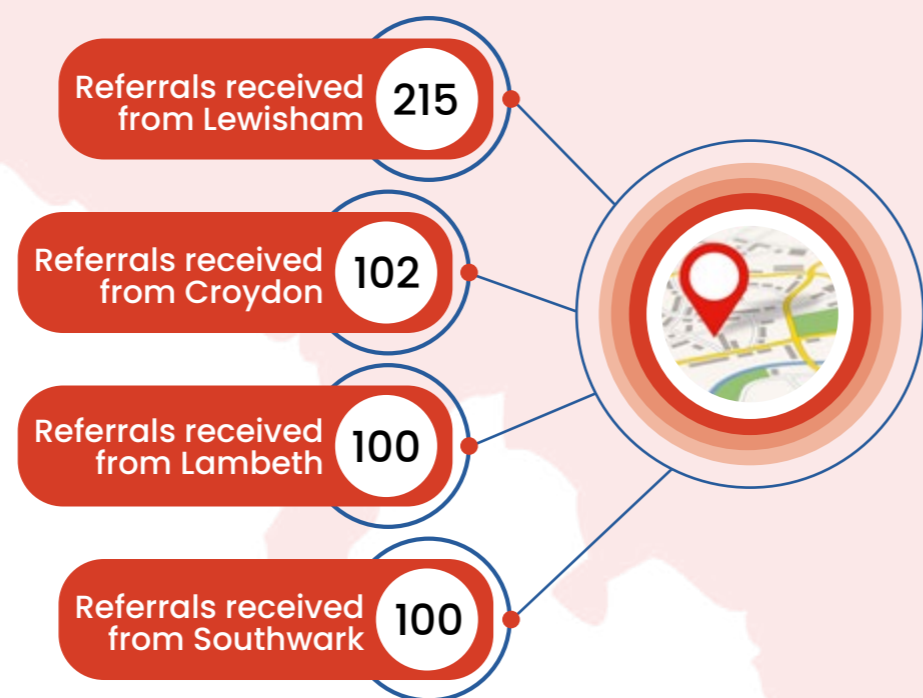 Referrals received
from Lewisham
215
Referrals received
from Croydon
102
Referrals received
from Lambeth
100
Referrals received
from Southwark
100